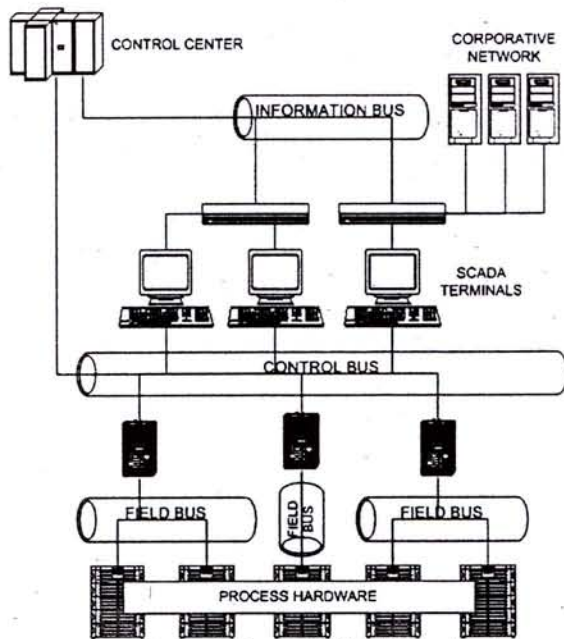 CONTROL CENTER
CORPORATIVE
NETWORK
INFORMATION BUS
SCADA
TERMINALS
CONTROL BUS
FIELD BUS
FIELD
BUS
FIELD BUS
PROCESS HARDWARE